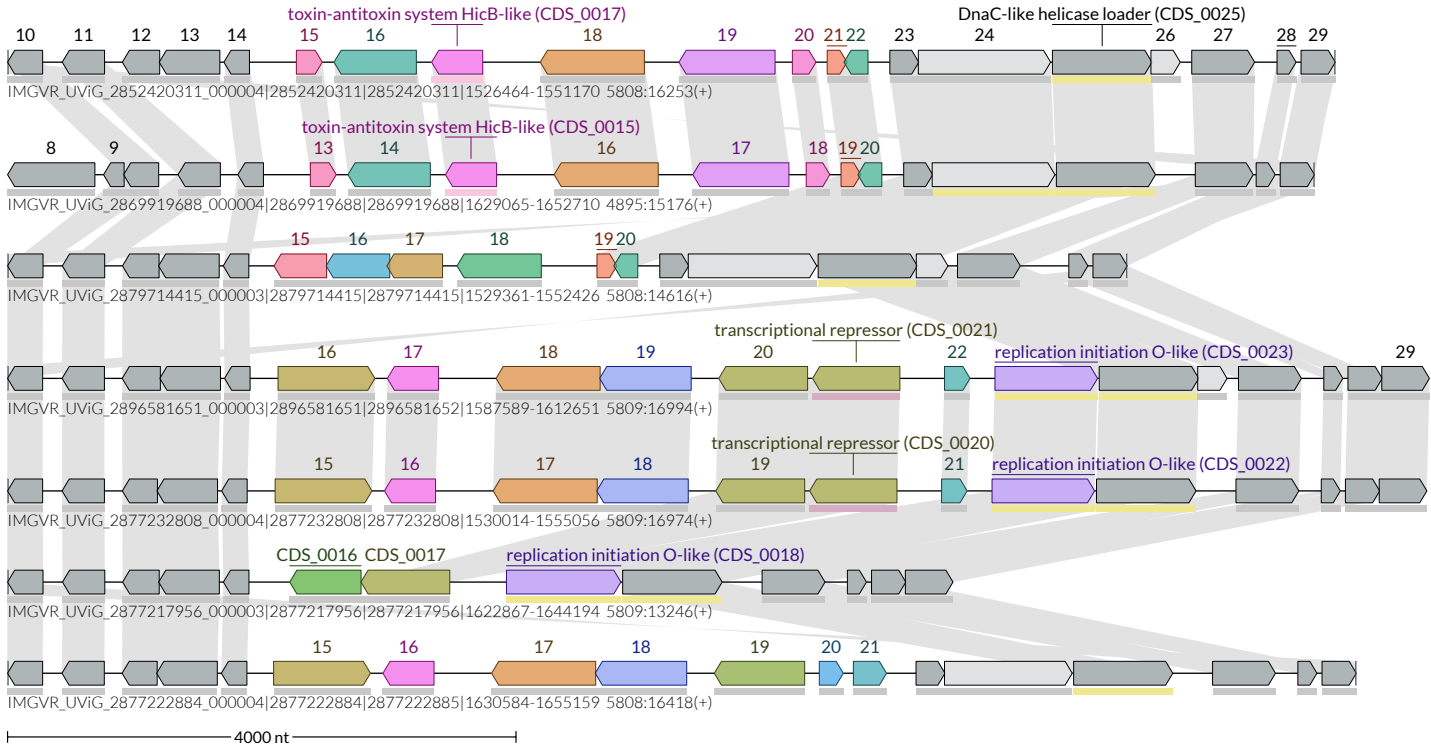 toxin-antitoxin system HicB-like (CDS_0017) DnaC-like helicase loader (CDS_0025)
10 11 12 13 14 15 16 18 19 20 21 22 23 24 26 27 28 29
IMGVR_UViG_2852420311_000004|2852420311|2852420311|1526464-1551170 5808:16253(+)
toxin-antitoxin system HicB-like (CDS_0015)
8 9 13 14 16 17 18 19 20
IMGVR_UViG_2869919688_000004|2869919688|2869919688|1629065-1652710 4895:15176(+)
15 16 17 18 19 20
IMGVR_UViG_2879714415_000003|2879714415|2879714415|1529361-1552426 5808:14616(+)
transcriptional repressor (CDS_0021)
16 17 18 19 20 22 replication initiation O-like (CDS_0023) 29
IMGVR_UViG_2896581651_000003|2896581651|2896581652|1587589-1612651 5809:16994(+)
transcriptional repressor (CDS_0020)
15 16 17 18 19 21 replication initiation O-like (CDS_0022)
IMGVR_UViG_2877232808_000004|2877232808|2877232808|1530014-1555056 5809:16974(+)
CDS_0016 CDS_0017 replication initiation O-like (CDS_0018)
IMGVR_UViG_2877217956_000003|2877217956|2877217956|1622867-1644194 5809:13246(+)
15 16 17 18 19 20 21
IMGVR_UViG_2877222884_000004|2877222884|2877222885|1630584-1655159 5808:16418(+)
4000 nt